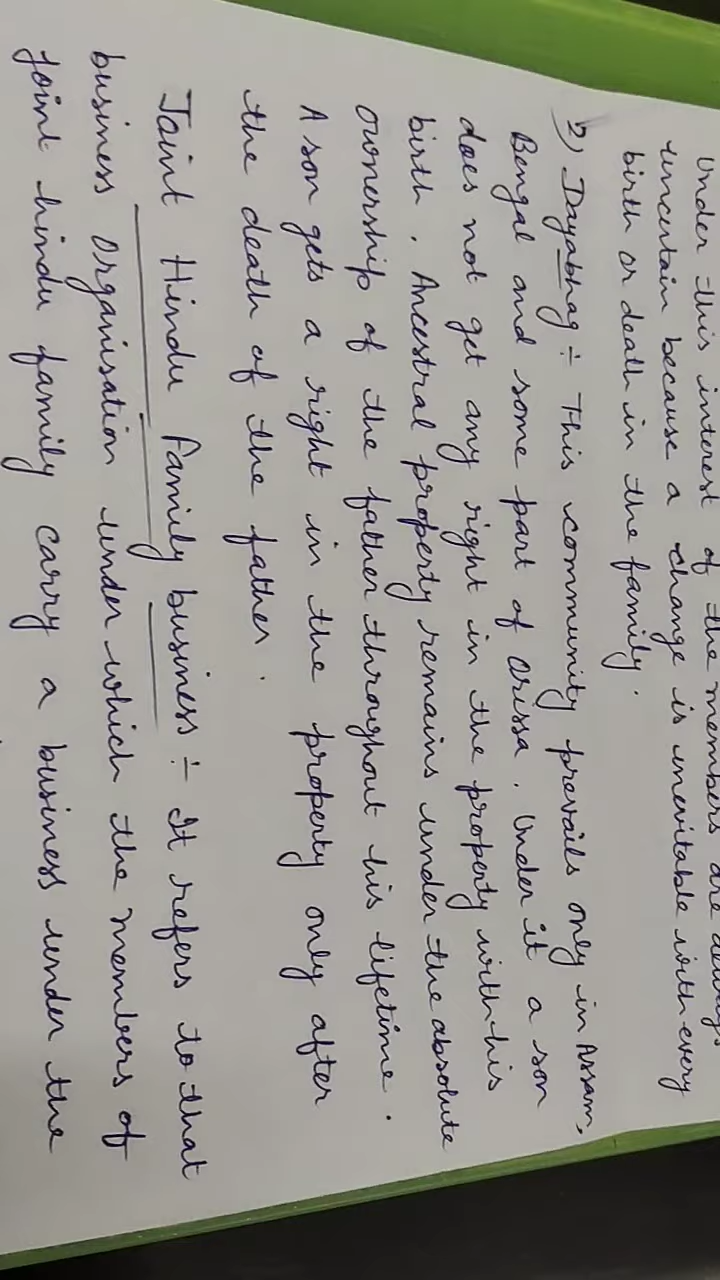 Under this interest of the members are always
uncertain because a change is inevitable with every
birth or death in the family.
2) Dayabhag ÷ This community prevails only in Assam,
Bengal and some part of Orissa. Under it a son
does not get any right in the property with his
birth. Ancestral property remains under the absolute
ownership of the father throughout his lifetime.
A son gets a right in the property only after
the death of the father.
Joint Hindu Family business ÷ It refers to that
business Organisation under which the members of
Joint hindu family carry a business under the